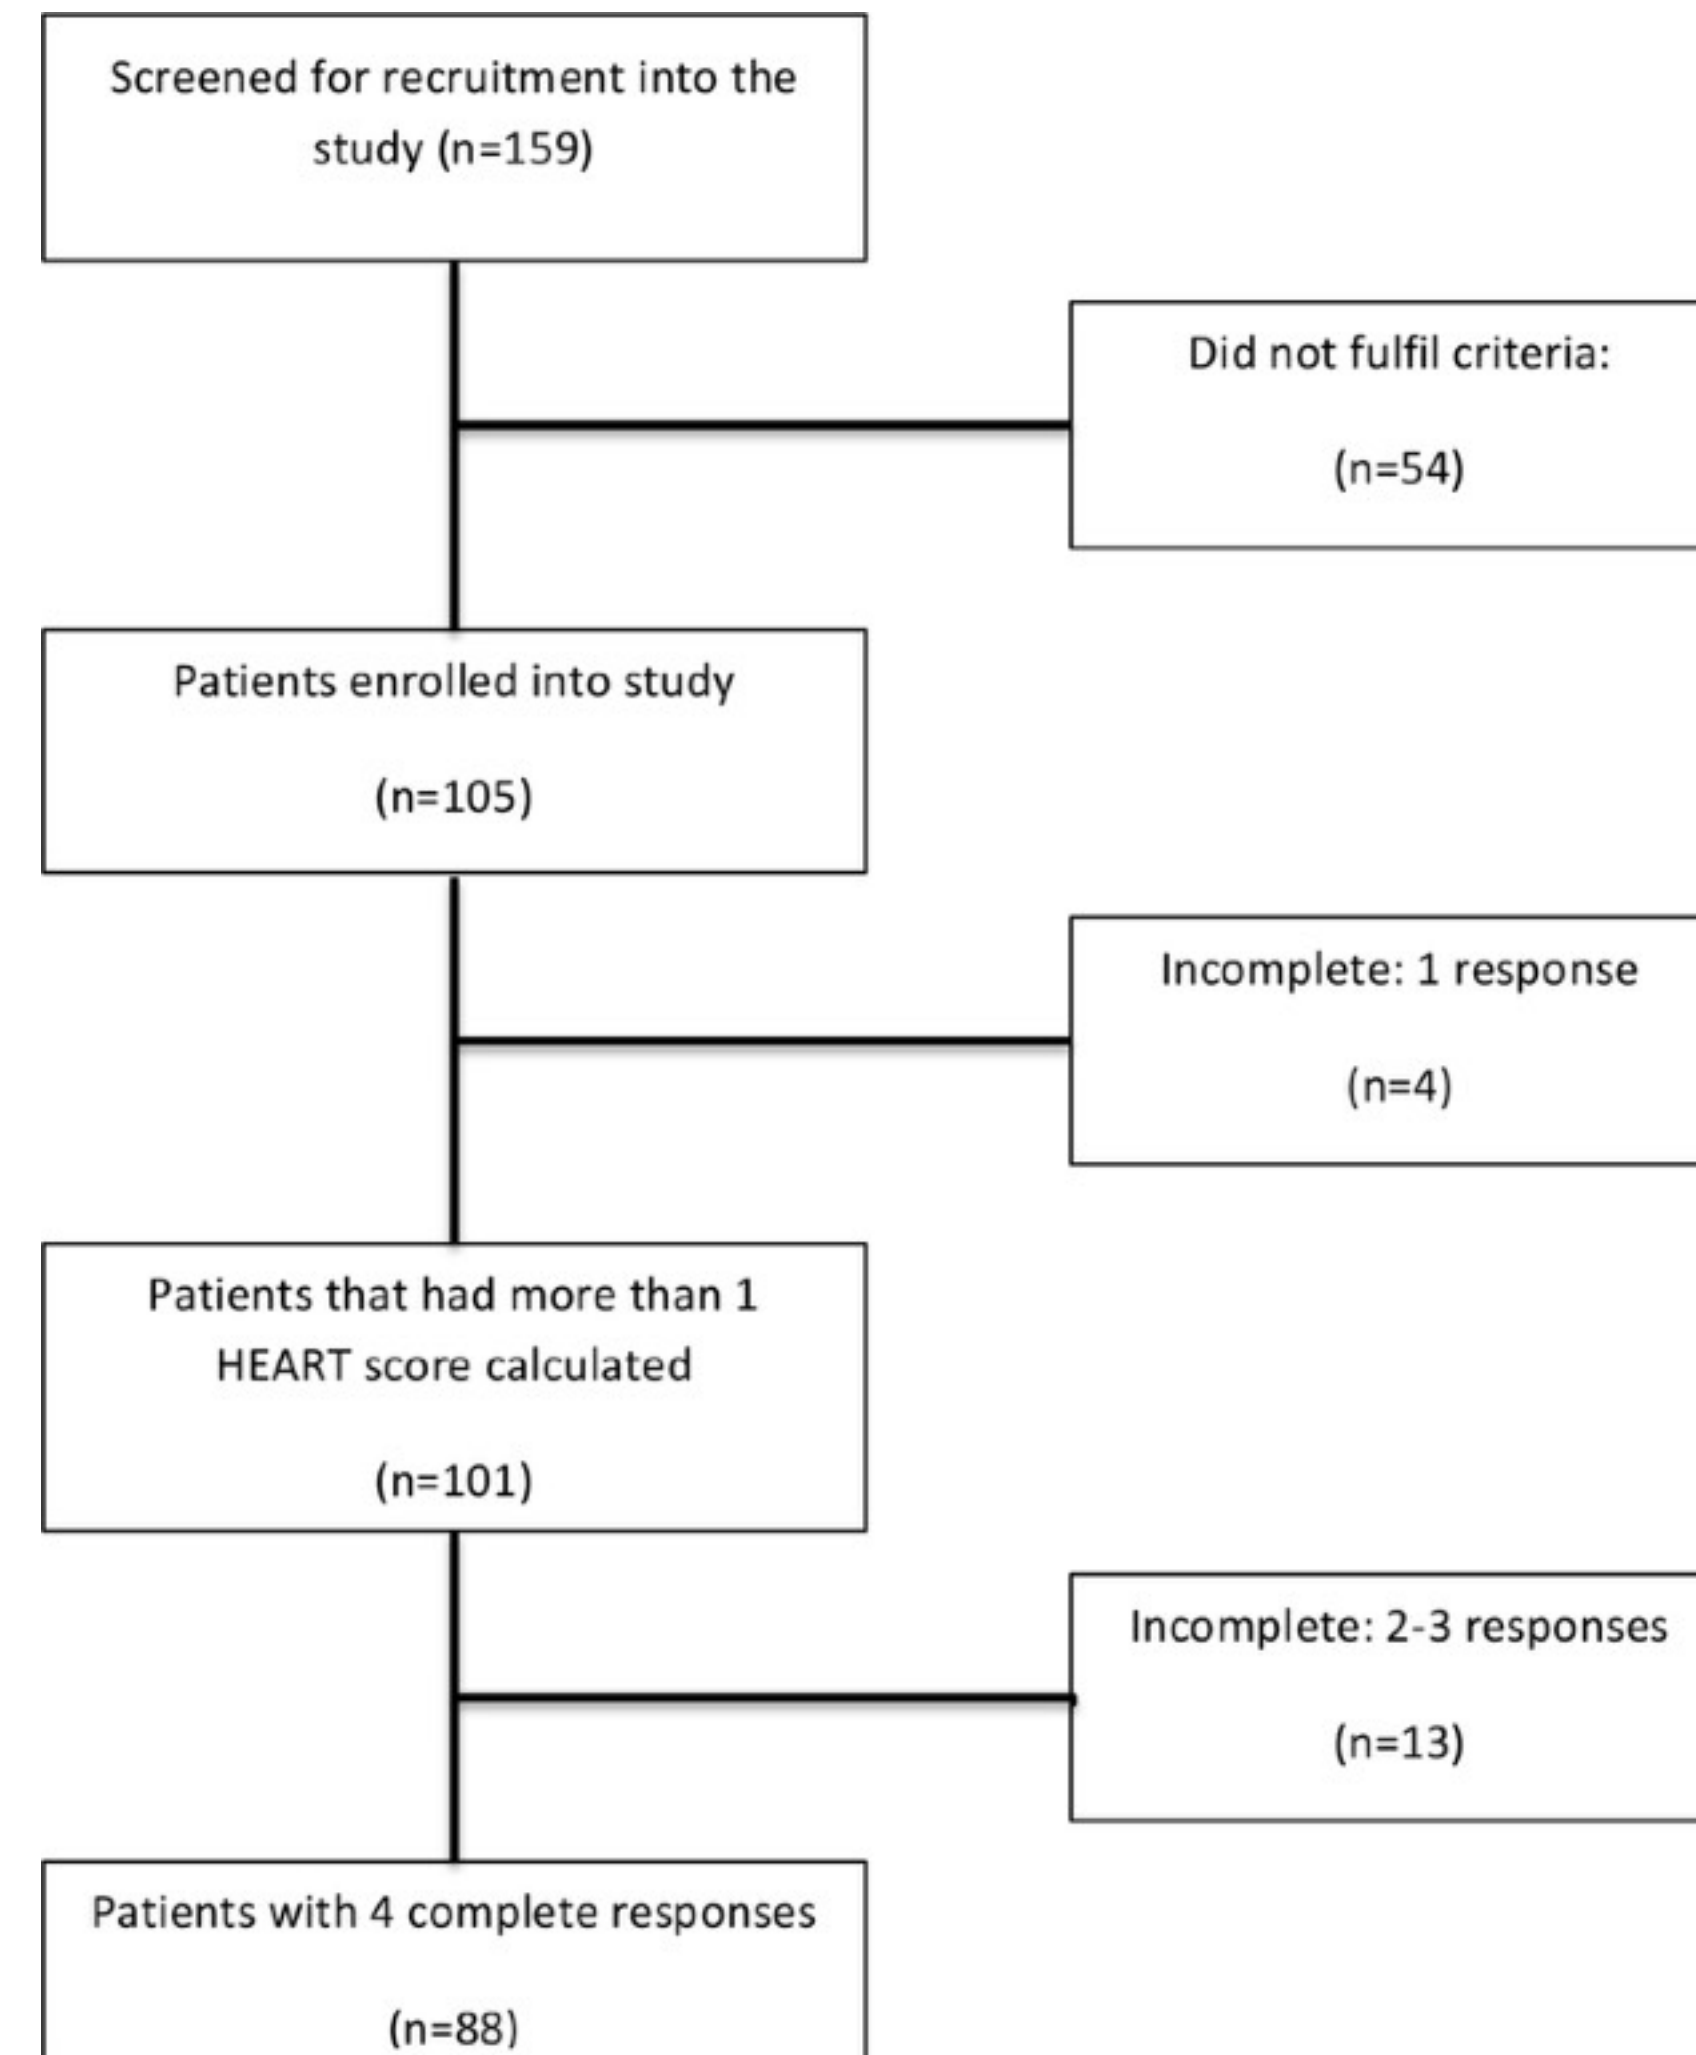 Screened for recruitment into the
study (n=159)
Did not fulfil criteria:
(n=54)
Patients enrolled into study
(n=105)
Incomplete: 1 response
(n=4)
Patients that had more than 1
HEART score calculated
(n=101)
Incomplete: 2-3 responses
(n=13)
Patients with 4 complete responses
(n=88)